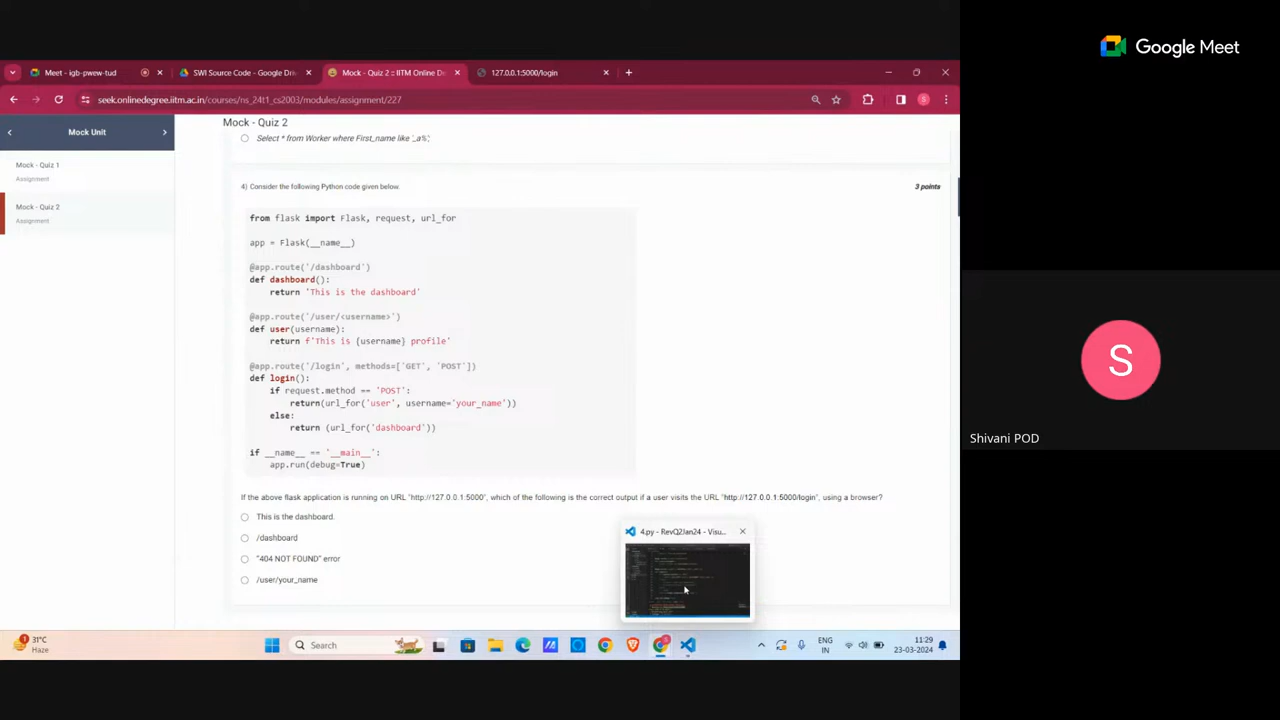 Google Meet
Meet - igb-pwew-tud
SWI Source Code - Google Driv
Mock - Quiz 2 :: IITM Online De
127.0.0.1:5000/login
seek.onlinedegree.iitm.ac.in/courses/ns_24t1_cs2003/modules/assignment/227
Mock Unit
Mock - Quiz 1
Assignment
Mock - Quiz 2
Assignment
Mock - Quiz 2
Select * from Worker where First_name like '_a%';
4) Consider the following Python code given below.
3 points
from flask import Flask, request, url_for
app = Flask(__name__)
@app.route('/dashboard')
def dashboard():
return 'This is the dashboard'
@app.route('/user/<username>')
def user(username):
return f'This is {username} profile'
@app.route('/login', methods=['GET', 'POST'])
def login():
if request.method == 'POST':
return(url_for('user', username='your_name'))
else:
return (url_for('dashboard'))
if __name__ == '__main__':
app.run(debug=True)
If the above flask application is running on URL "http://127.0.0.1:5000", which of the following is the correct output if a user visits the URL "http://127.0.0.1:5000/login", using a browser?
This is the dashboard.
/dashboard
"404 NOT FOUND" error
/user/your_name
4.py - RevQ2Jan24 - Visu...
S
Shivani POD
31°C
Haze
Search
ENG
IN
11:29
23-03-2024